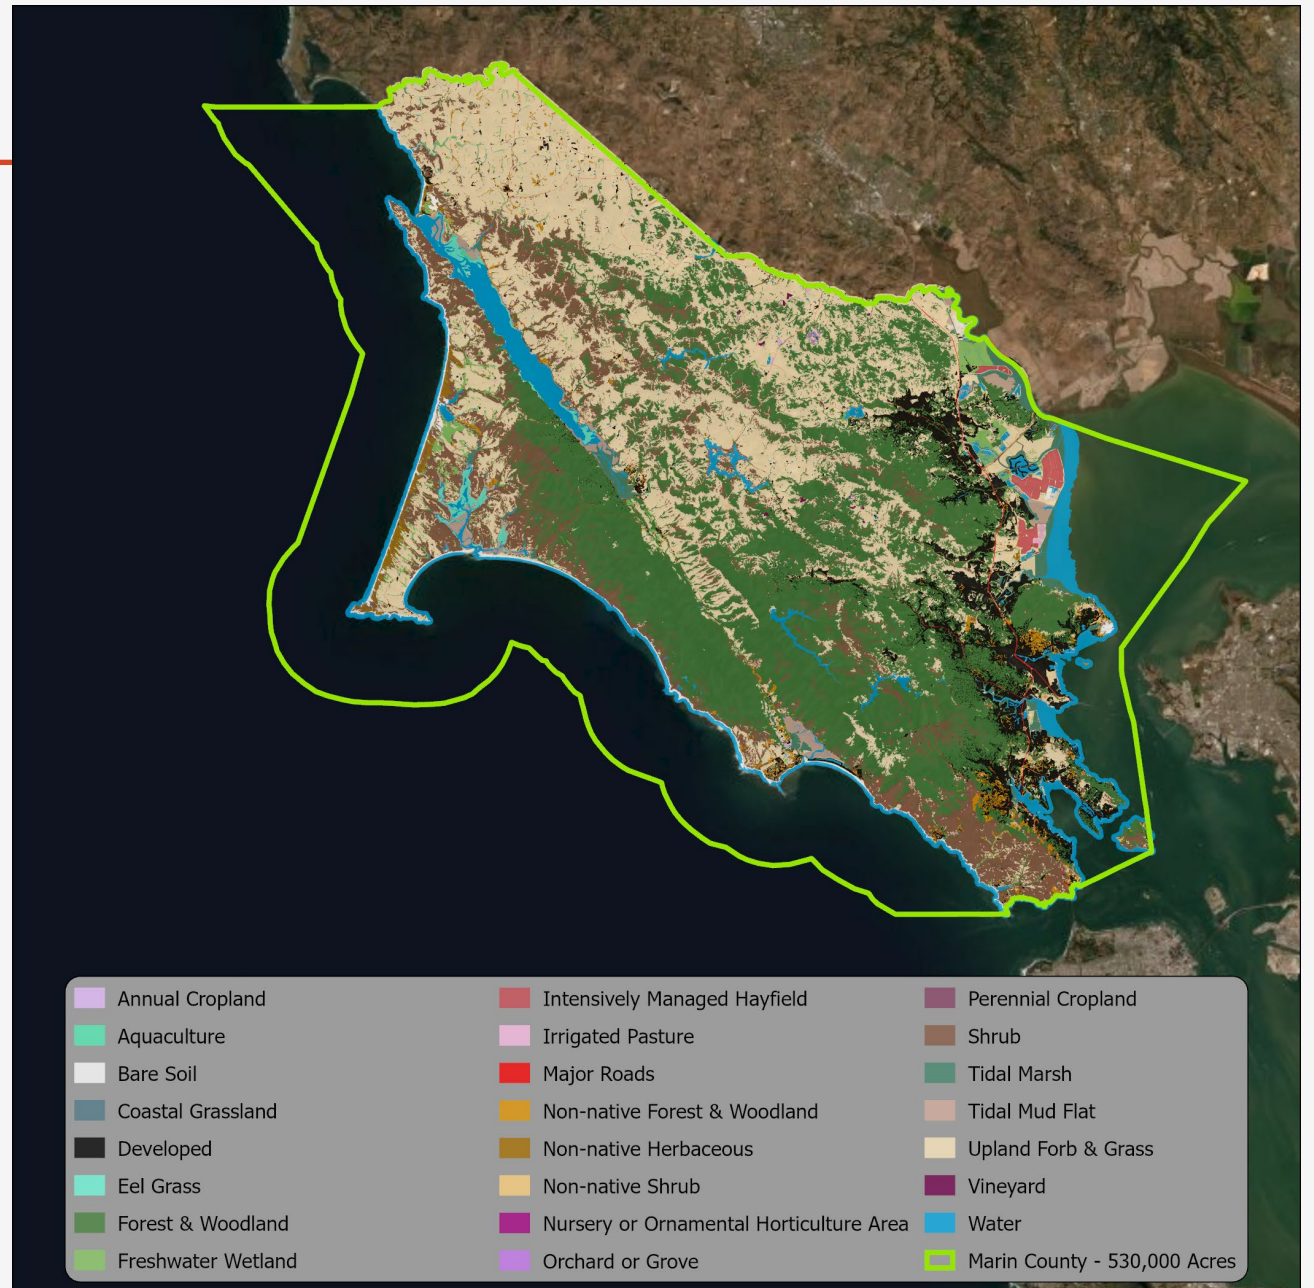 Annual Cropland
Aquaculture
Bare Soil
Coastal Grassland
Developed
Eel Grass
Forest & Woodland
Freshwater Wetland
Intensively Managed Hayfield
Irrigated Pasture
Major Roads
Non-native Forest & Woodland
Non-native Herbaceous
Non-native Shrub
Nursery or Ornamental Horticulture Area
Orchard or Grove
Perennial Cropland
Shrub
Tidal Marsh
Tidal Mud Flat
Upland Forb & Grass
Vineyard
Water
Marin County - 530,000 Acres